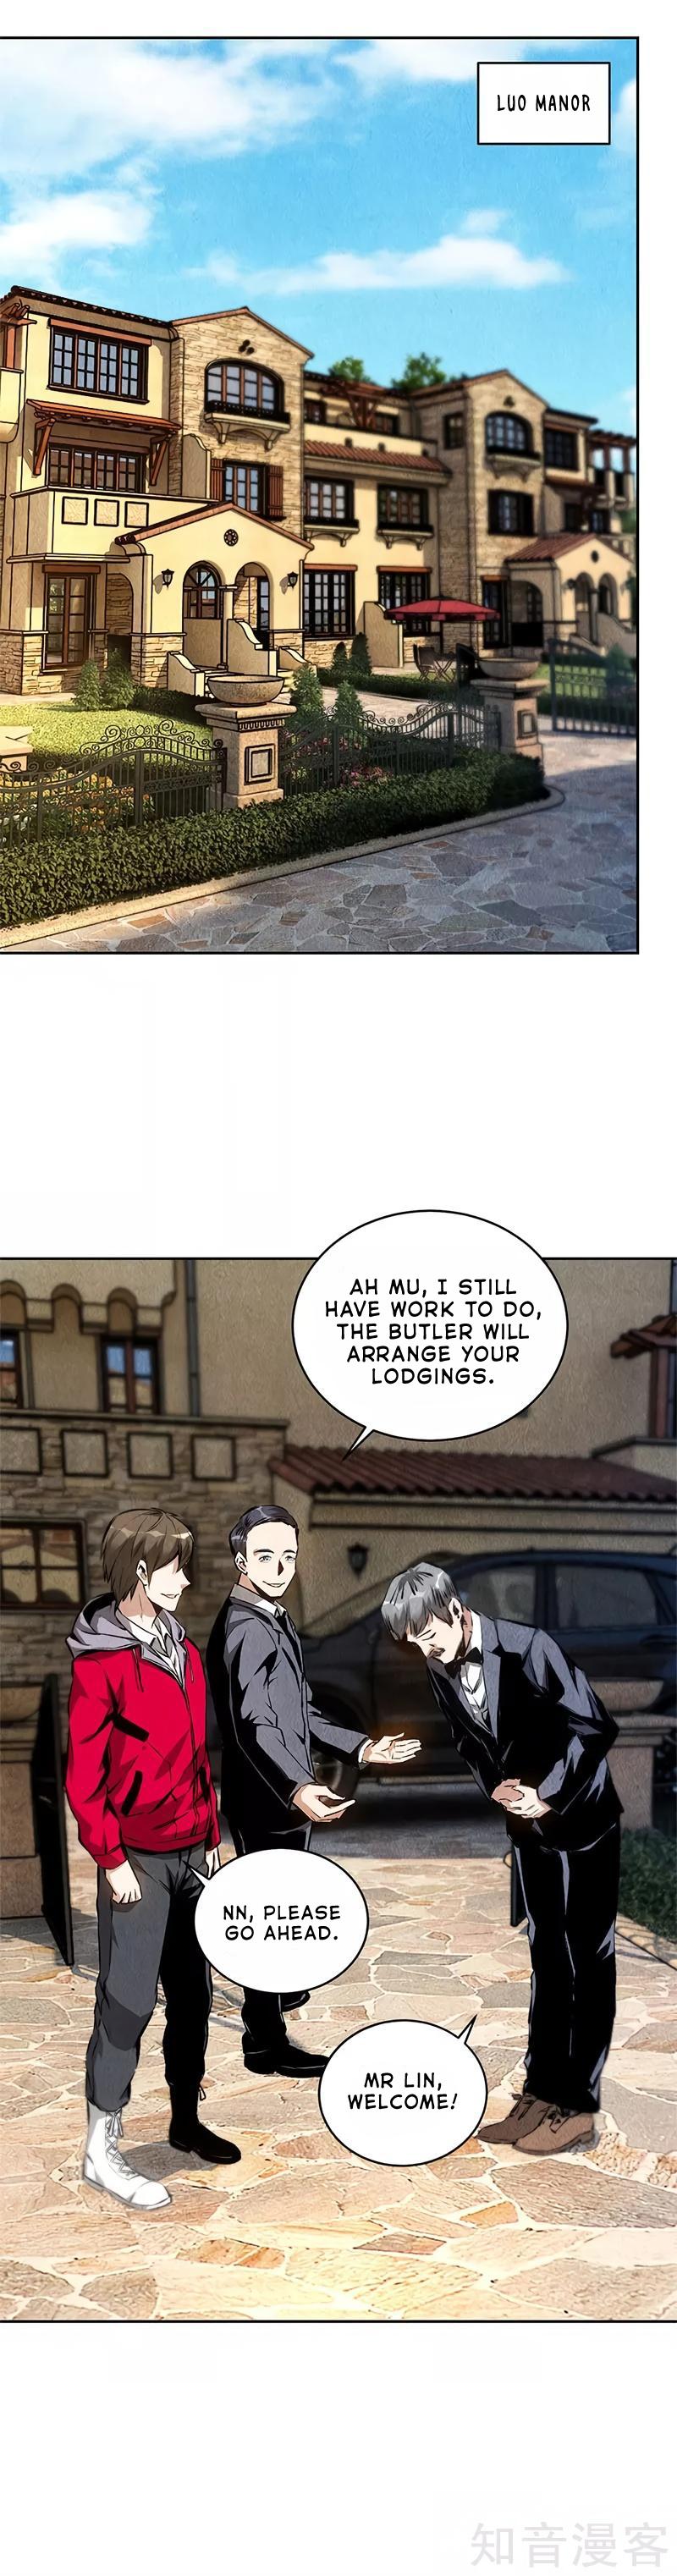 LUO MANOR
AH MU, I STILL
HAVE WORK TO DO,
THE BUTLER WILL
ARRANGE YOUR
LODGINGS.
NN, PLEASE
GO AHEAD.
MR LIN,
WELCOME!
知音漫客